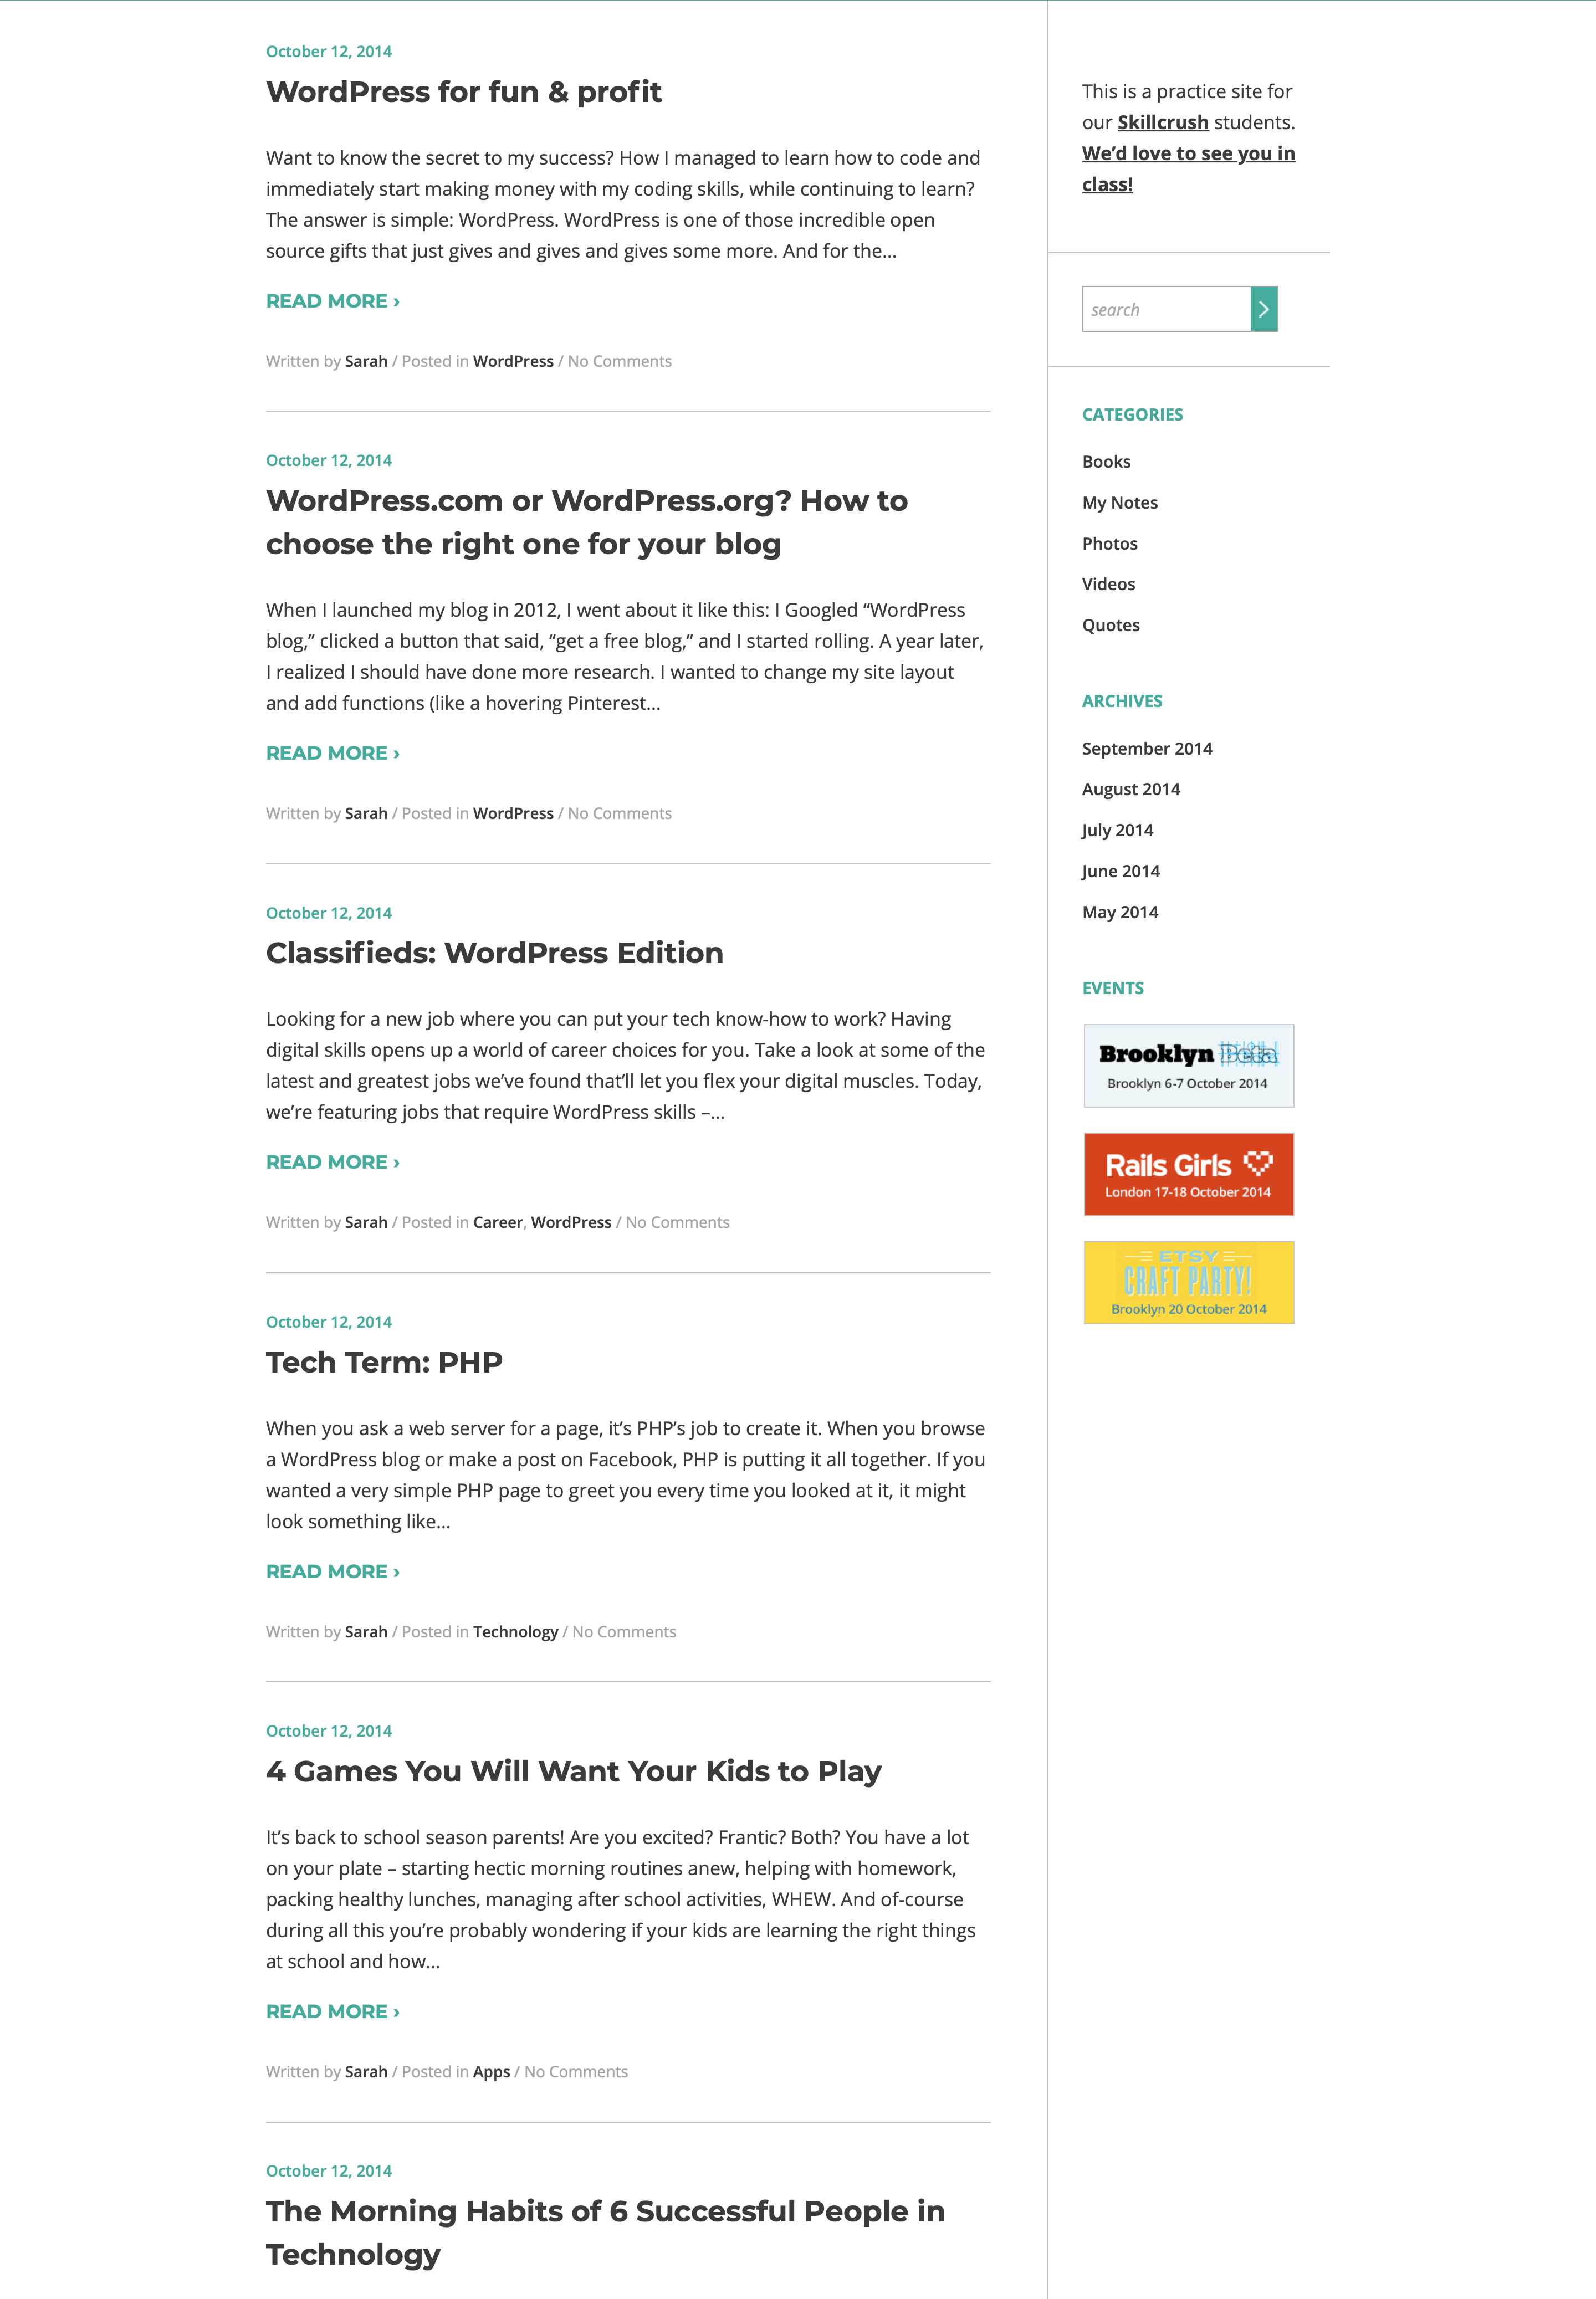 October 12, 2014
WordPress for fun & profit
Want to know the secret to my success? How I managed to learn how to code and
immediately start making money with my coding skills, while continuing to learn?
The answer is simple: WordPress. WordPress is one of those incredible open
source gifts that just gives and gives and gives some more. And for the...
READ MORE ›
Written by Sarah / Posted in WordPress / No Comments
October 12, 2014
WordPress.com or WordPress.org? How to
choose the right one for your blog
When I launched my blog in 2012, I went about it like this: I Googled “WordPress
blog,” clicked a button that said, “get a free blog,” and I started rolling. A year later,
I realized I should have done more research. I wanted to change my site layout
and add functions (like a hovering Pinterest...
READ MORE ›
Written by Sarah / Posted in WordPress / No Comments
October 12, 2014
Classifieds: WordPress Edition
Looking for a new job where you can put your tech know-how to work? Having
digital skills opens up a world of career choices for you. Take a look at some of the
latest and greatest jobs we’ve found that’ll let you flex your digital muscles. Today,
we’re featuring jobs that require WordPress skills –...
READ MORE ›
Written by Sarah / Posted in Career, WordPress / No Comments
October 12, 2014
Tech Term: PHP
When you ask a web server for a page, it’s PHP’s job to create it. When you browse
a WordPress blog or make a post on Facebook, PHP is putting it all together. If you
wanted a very simple PHP page to greet you every time you looked at it, it might
look something like...
READ MORE ›
Written by Sarah / Posted in Technology / No Comments
October 12, 2014
4 Games You Will Want Your Kids to Play
It’s back to school season parents! Are you excited? Frantic? Both? You have a lot
on your plate – starting hectic morning routines anew, helping with homework,
packing healthy lunches, managing after school activities, WHEW. And of-course
during all this you’re probably wondering if your kids are learning the right things
at school and how...
READ MORE ›
Written by Sarah / Posted in Apps / No Comments
October 12, 2014
The Morning Habits of 6 Successful People in
Technology
This is a practice site for
our Skillcrush students.
We’d love to see you in
class!
search
CATEGORIES
Books
My Notes
Photos
Videos
Quotes
ARCHIVES
September 2014
August 2014
July 2014
June 2014
May 2014
EVENTS
Brooklyn Beta
Brooklyn 6-7 October 2014
Rails Girls
London 17-18 October 2014
ETSY
CRAFT PARTY!
Brooklyn 20 October 2014